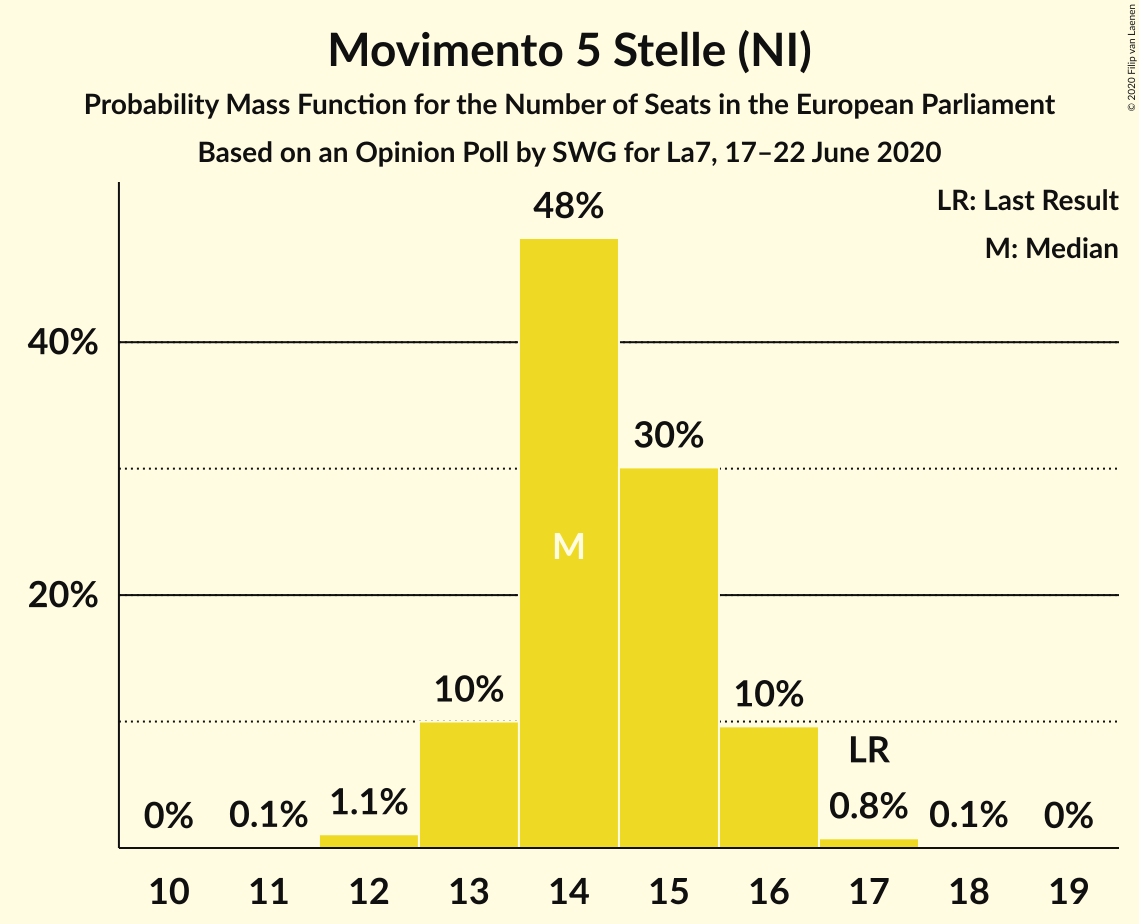 Movimento 5 Stelle (NI)
Probability Mass Function for the Number of Seats in the European Parliament
Based on an Opinion Poll by SWG for La7, 17–22 June 2020
© 2020 Filip van Laenen
LR: Last Result
M: Median
48%
40%
30%
M
20%
10%
10%
LR
0%
0.1%
1.1%
0.8%
0.1%
0%
10 11 12 13 14 15 16 17 18 19